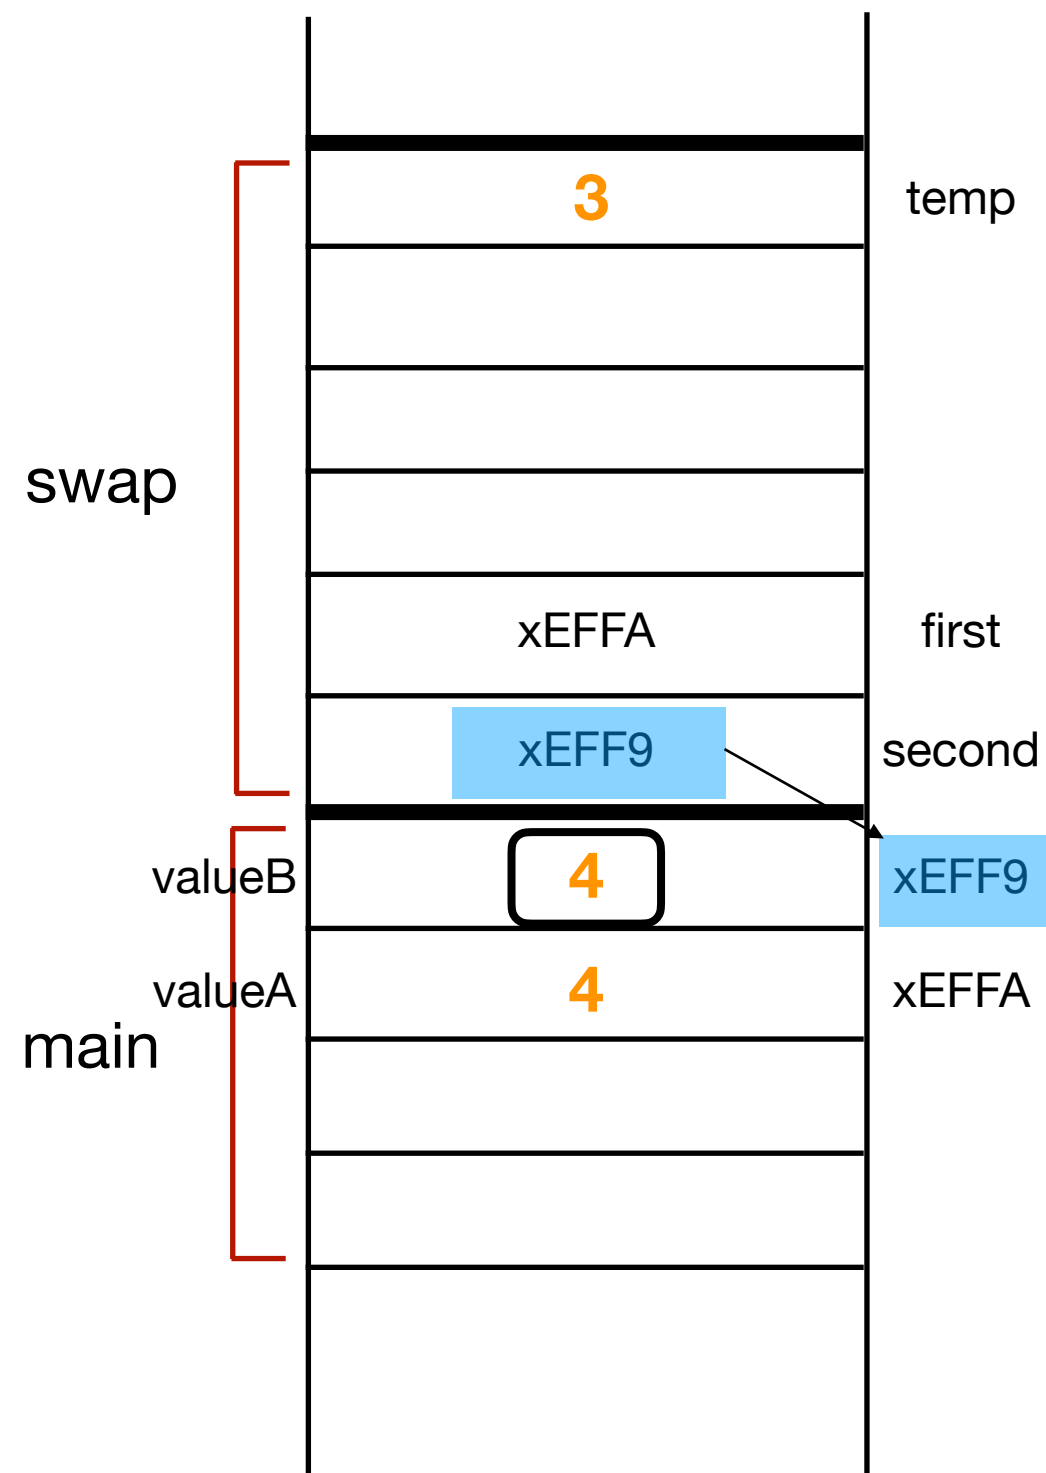 3 temp
swap
xEFFA first
xEFF9 second
valueB 4 xEFF9
valueA 4 xEFFA
main